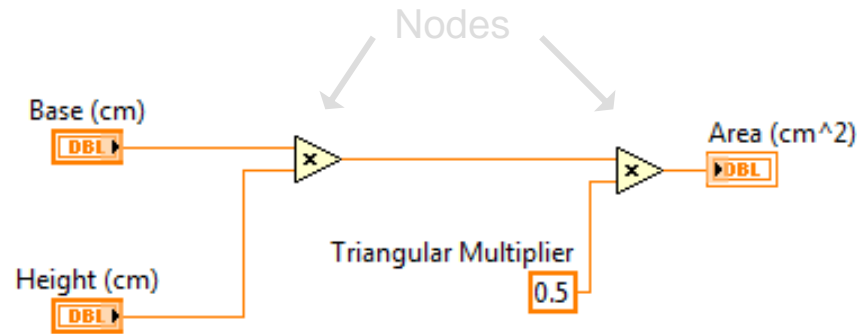 Nodes
Base (cm)
DBL
×
×
Area (cm^2)
DBL
Triangular Multiplier
0.5
Height (cm)
DBL